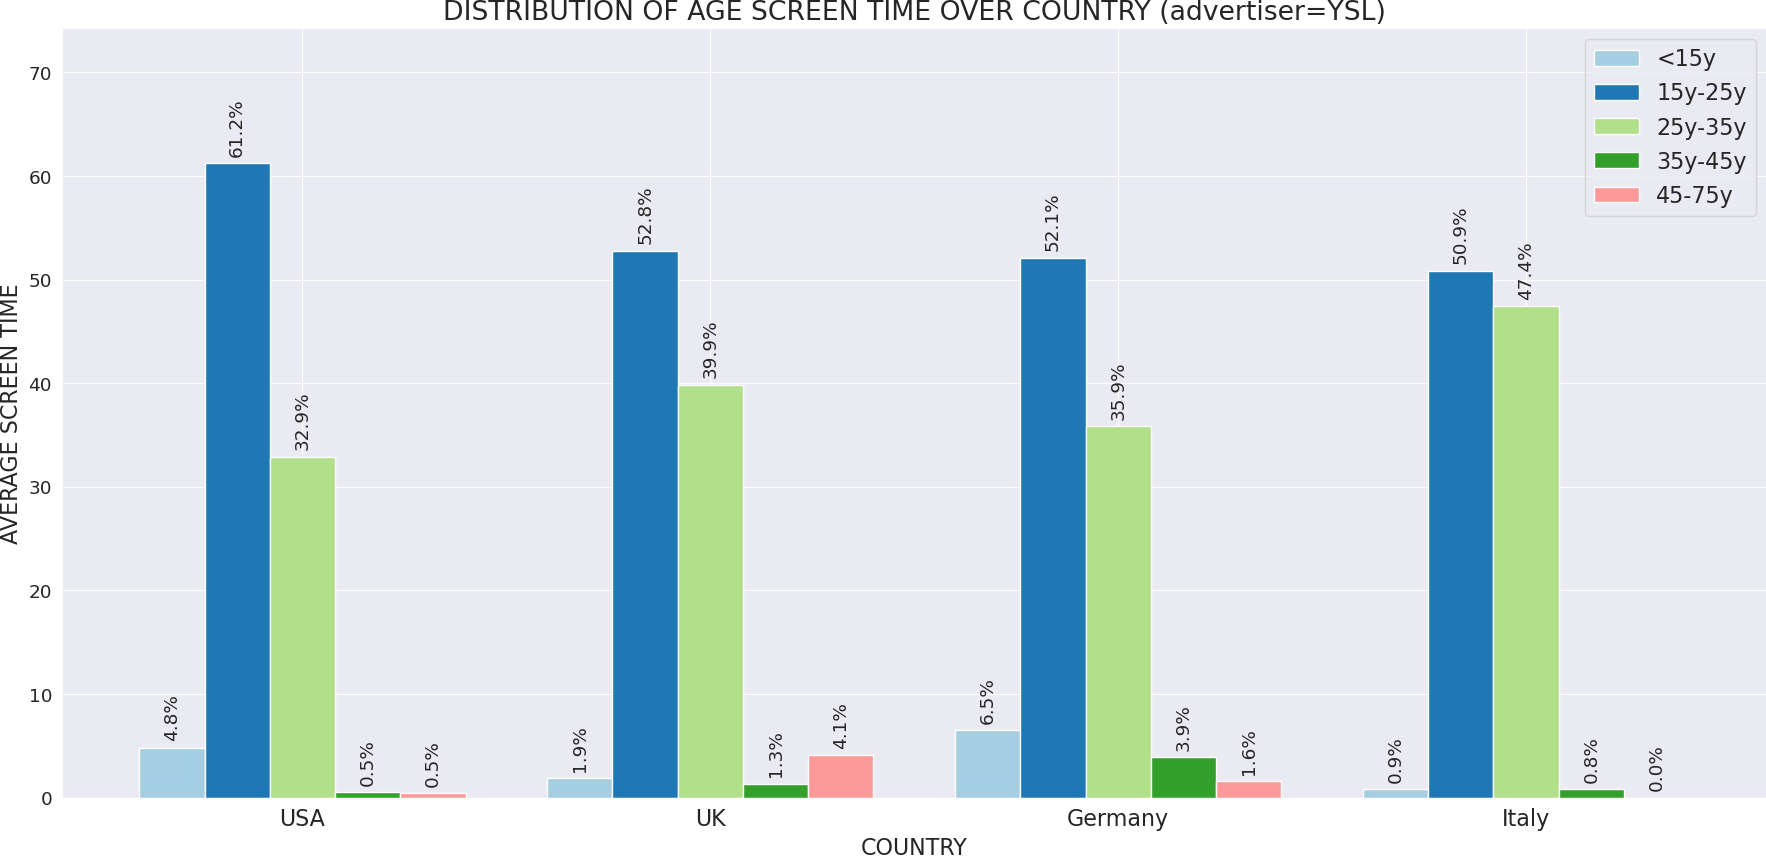 DISTRIBUTION OF AGE SCREEN TIME OVER COUNTRY (advertiser=YSL)
<15y
15y-25y
25y-35y
35y-45y
45-75y
AVERAGE SCREEN TIME
70
60
50
40
30
20
10
0
4.8%
61.2%
32.9%
0.5%
0.5%
1.9%
52.8%
39.9%
1.3%
4.1%
6.5%
52.1%
35.9%
3.9%
1.6%
0.9%
50.9%
47.4%
0.8%
0.0%
USA
UK
Germany
Italy
COUNTRY